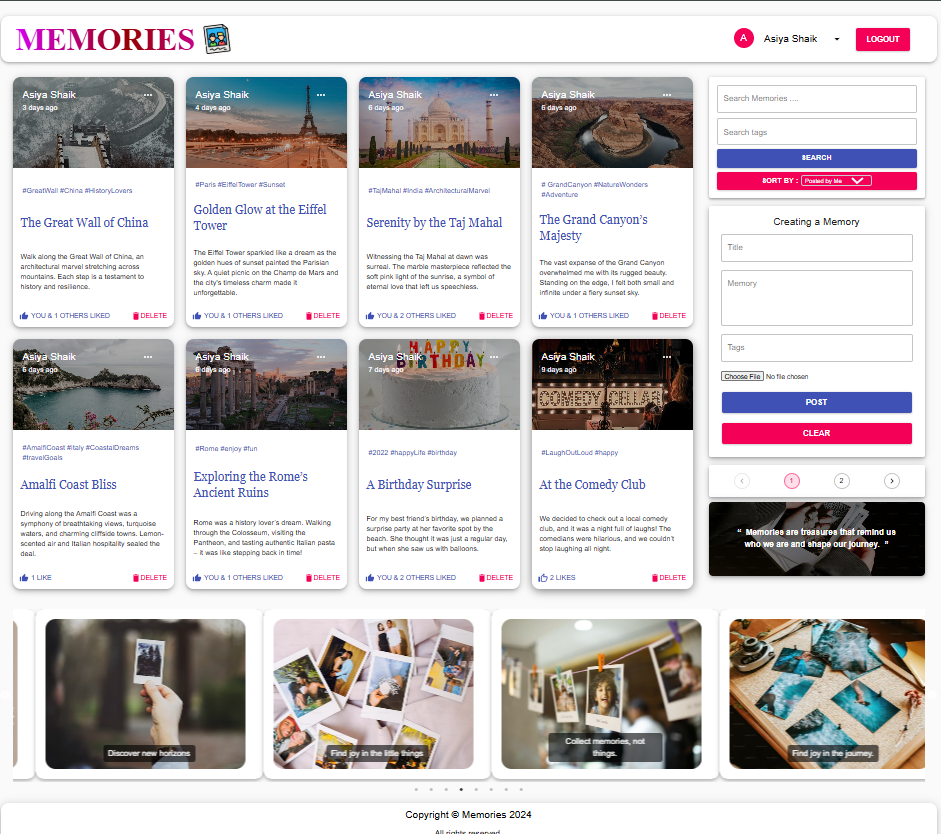 MEMORIES
A
Asiya Shaik
LOGOUT
Asiya Shaik
3 days ago
#GreatWall #China #HistoryLovers
The Great Wall of China
Walk along the Great Wall of China, an
architectural marvel stretching across
mountains. Each step is a testament to
history and resilience.
YOU & 1 OTHERS LIKED
DELETE
Asiya Shaik
4 days ago
#Paris #EiffelTower #Sunset
Golden Glow at the Eiffel
Tower
The Eiffel Tower sparkled like a dream as the
golden hues of sunset painted the Parisian
sky. A quiet picnic on the Champ de Mars and
the city's timeless charm made it
unforgettable.
YOU & 1 OTHERS LIKED
DELETE
Asiya Shaik
6 days ago
#TajMahal #India #ArchitecturalMarvel
Serenity by the Taj Mahal
Witnessing the Taj Mahal at dawn was
surreal. The marble masterpiece reflected the
soft pink light of the sunrise, a symbol of
eternal love that left us speechless.
YOU & 2 OTHERS LIKED
DELETE
Asiya Shaik
6 days ago
# GrandCanyon #NatureWonders
#Adventure
The Grand Canyon's
Majesty
The vast expanse of the Grand Canyon
overwhelmed me with its rugged beauty.
Standing on the edge, I felt both small and
infinite under a fiery sunset sky.
YOU & 1 OTHERS LIKED
DELETE
Asiya Shaik
6 days ago
#AmalfiCoast #Italy #CoastalDreams
#travelGoals
Amalfi Coast Bliss
Driving along the Amalfi Coast was a
symphony of breathtaking views, turquoise
waters, and charming cliffside towns. Lemon-
scented air and Italian hospitality sealed the
deal.
1 LIKE
DELETE
Asiya Shaik
6 days ago
#Rome #enjoy #fun
Exploring the Rome's
Ancient Ruins
Rome was a history lover's dream. Walking
through the Colosseum, visiting the
Pantheon, and tasting authentic Italian pasta
– it was like stepping back in time!
YOU & 1 OTHERS LIKED
DELETE
HAPPY
BIRTHDAY
Asiya Shaik
7 days ago
#2022 #happyLife #birthday
A Birthday Surprise
For my best friend's birthday, we planned a
surprise party at her favorite spot by the
beach. She thought it was just a regular day,
but when she saw us with balloons.
YOU & 2 OTHERS LIKED
DELETE
Asiya Shaik
9 days ago
COMEDY CELLAR
#LaughOutLoud #happy
At the Comedy Club
We decided to check out a local comedy
club, and it was a night full of laughs! The
comedians were hilarious, and we couldn't
stop laughing all night.
2 LIKES
DELETE
Search Memories ....
Search tags
SEARCH
SORT BY : Posted by Me
Creating a Memory
Title
Memory
Tags
Choose File No file chosen
POST
CLEAR
‹ 1 2 ›
“ Memories are treasures that remind us
who we are and shape our journey. ”
Discover new horizons
Find joy in the little things
Collect memories, not
things.
Find joy in the journey.
Copyright © Memories 2024
All rights reserved